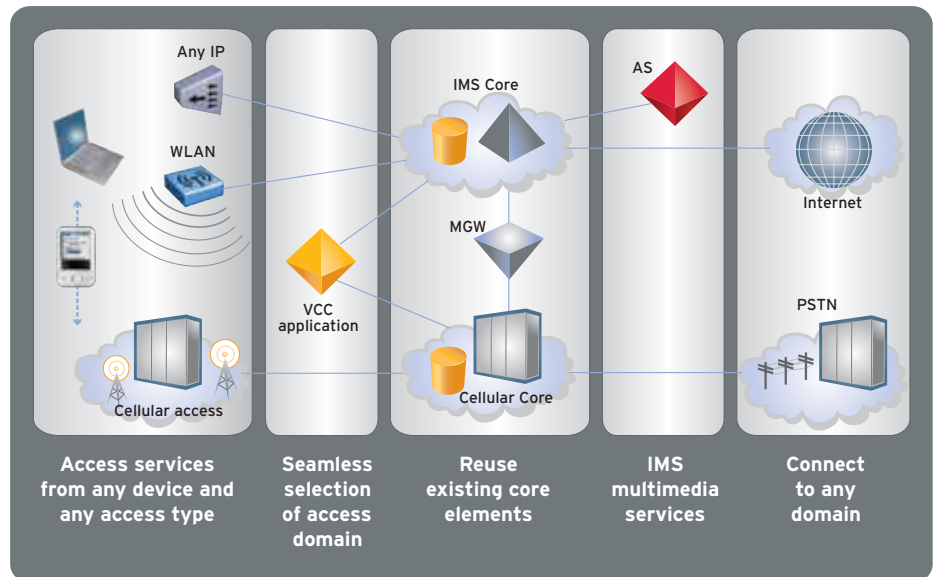 Any IP
WLAN
Cellular access
VCC
application
IMS Core
MGW
Cellular Core
AS
Internet
PSTN
Access services
from any device and
any access type
Seamless
selection
of access
domain
Reuse
existing core
elements
IMS
multimedia
services
Connect
to any
domain